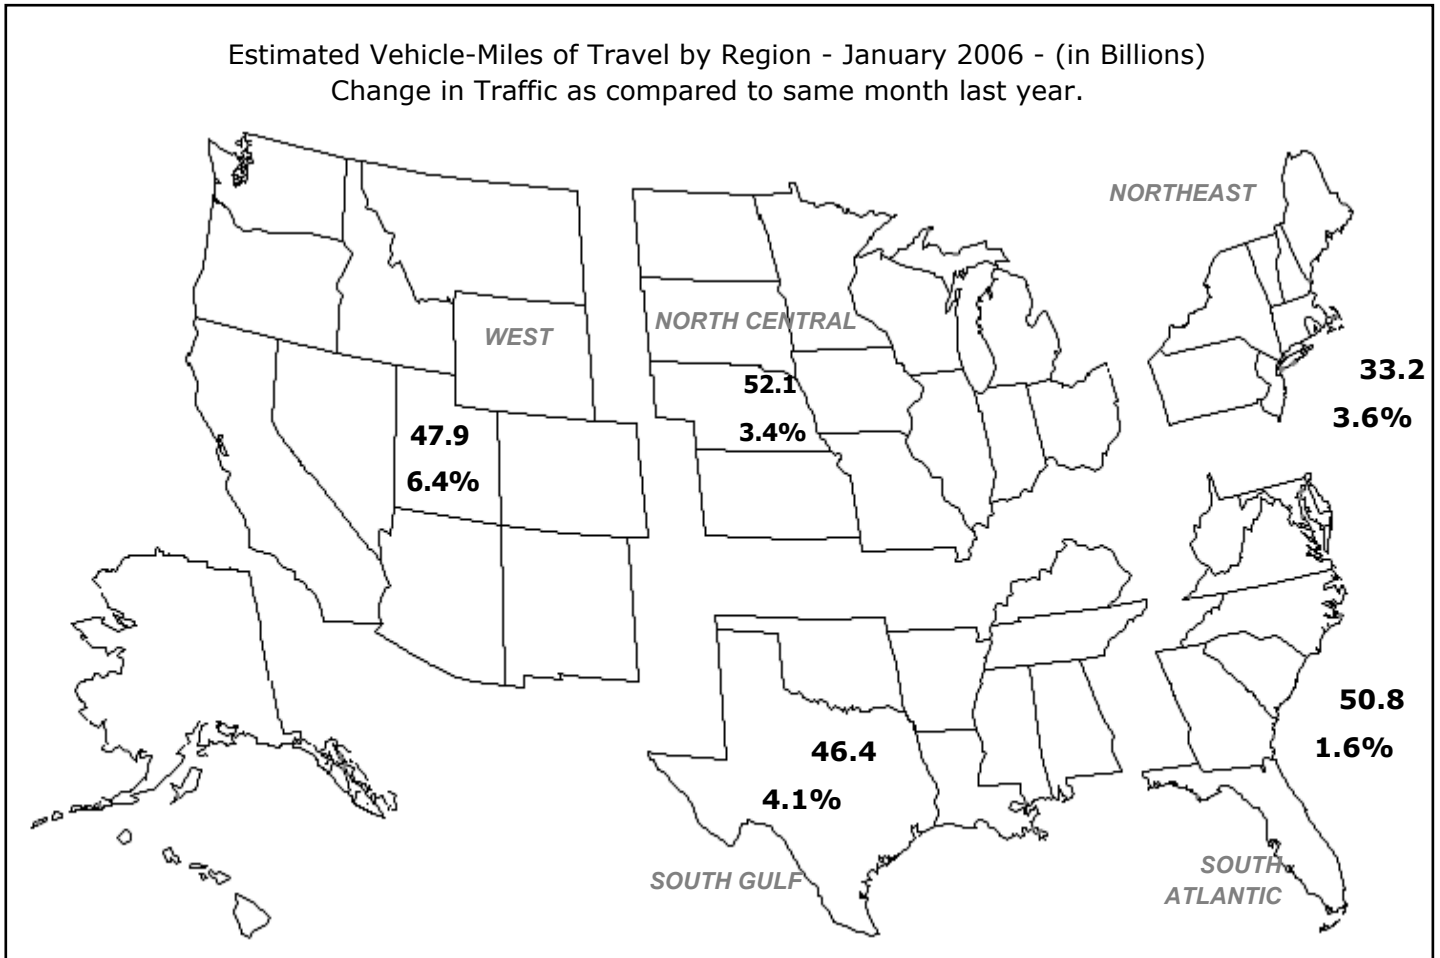 Estimated Vehicle-Miles of Travel by Region - January 2006 - (in Billions)
Change in Traffic as compared to same month last year.
NORTHEAST
33.2
3.6%
WEST
47.9
6.4%
NORTH CENTRAL
52.1
3.4%
50.8
1.6%
SOUTH
ATLANTIC
46.4
4.1%
SOUTH GULF